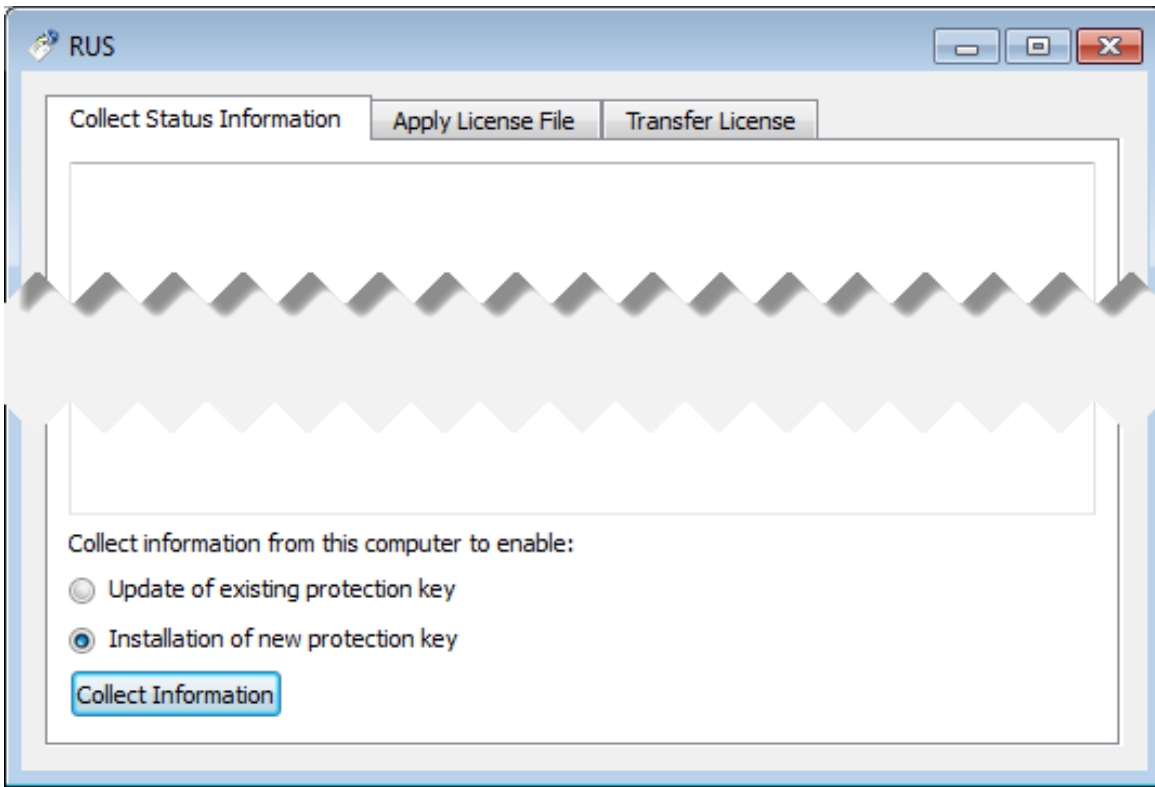 RUS
Collect Status Information Apply License File Transfer License
Collect information from this computer to enable:
Update of existing protection key
Installation of new protection key
Collect Information